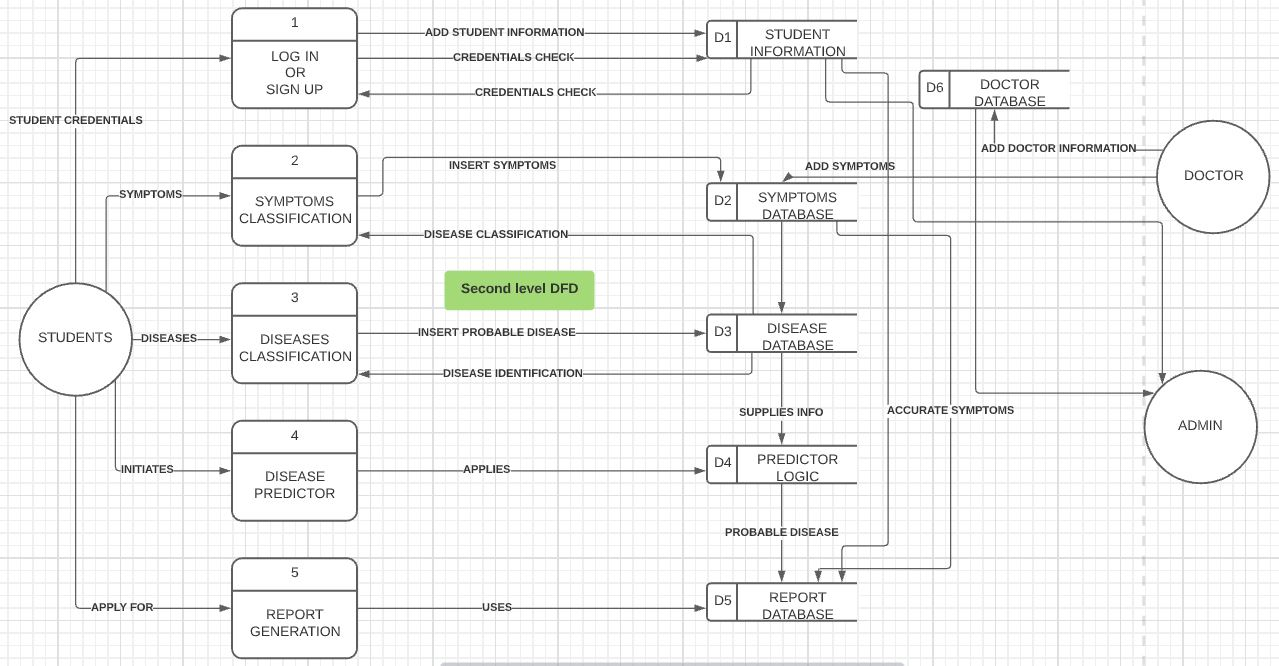 1
LOG IN
OR
SIGN UP
ADD STUDENT INFORMATION
CREDENTIALS CHECK
CREDENTIALS CHECK
D1
STUDENT
INFORMATION
D6
DOCTOR
DATABASE
STUDENT CREDENTIALS
ADD DOCTOR INFORMATION
DOCTOR
2
SYMPTOMS
CLASSIFICATION
SYMPTOMS
INSERT SYMPTOMS
ADD SYMPTOMS
D2
SYMPTOMS
DATABASE
DISEASE CLASSIFICATION
Second level DFD
STUDENTS
DISEASES
3
DISEASES
CLASSIFICATION
INSERT PROBABLE DISEASE
DISEASE IDENTIFICATION
D3
DISEASE
DATABASE
SUPPLIES INFO
ACCURATE SYMPTOMS
ADMIN
INITIATES
4
DISEASE
PREDICTOR
APPLIES
D4
PREDICTOR
LOGIC
PROBABLE DISEASE
APPLY FOR
5
REPORT
GENERATION
USES
D5
REPORT
DATABASE